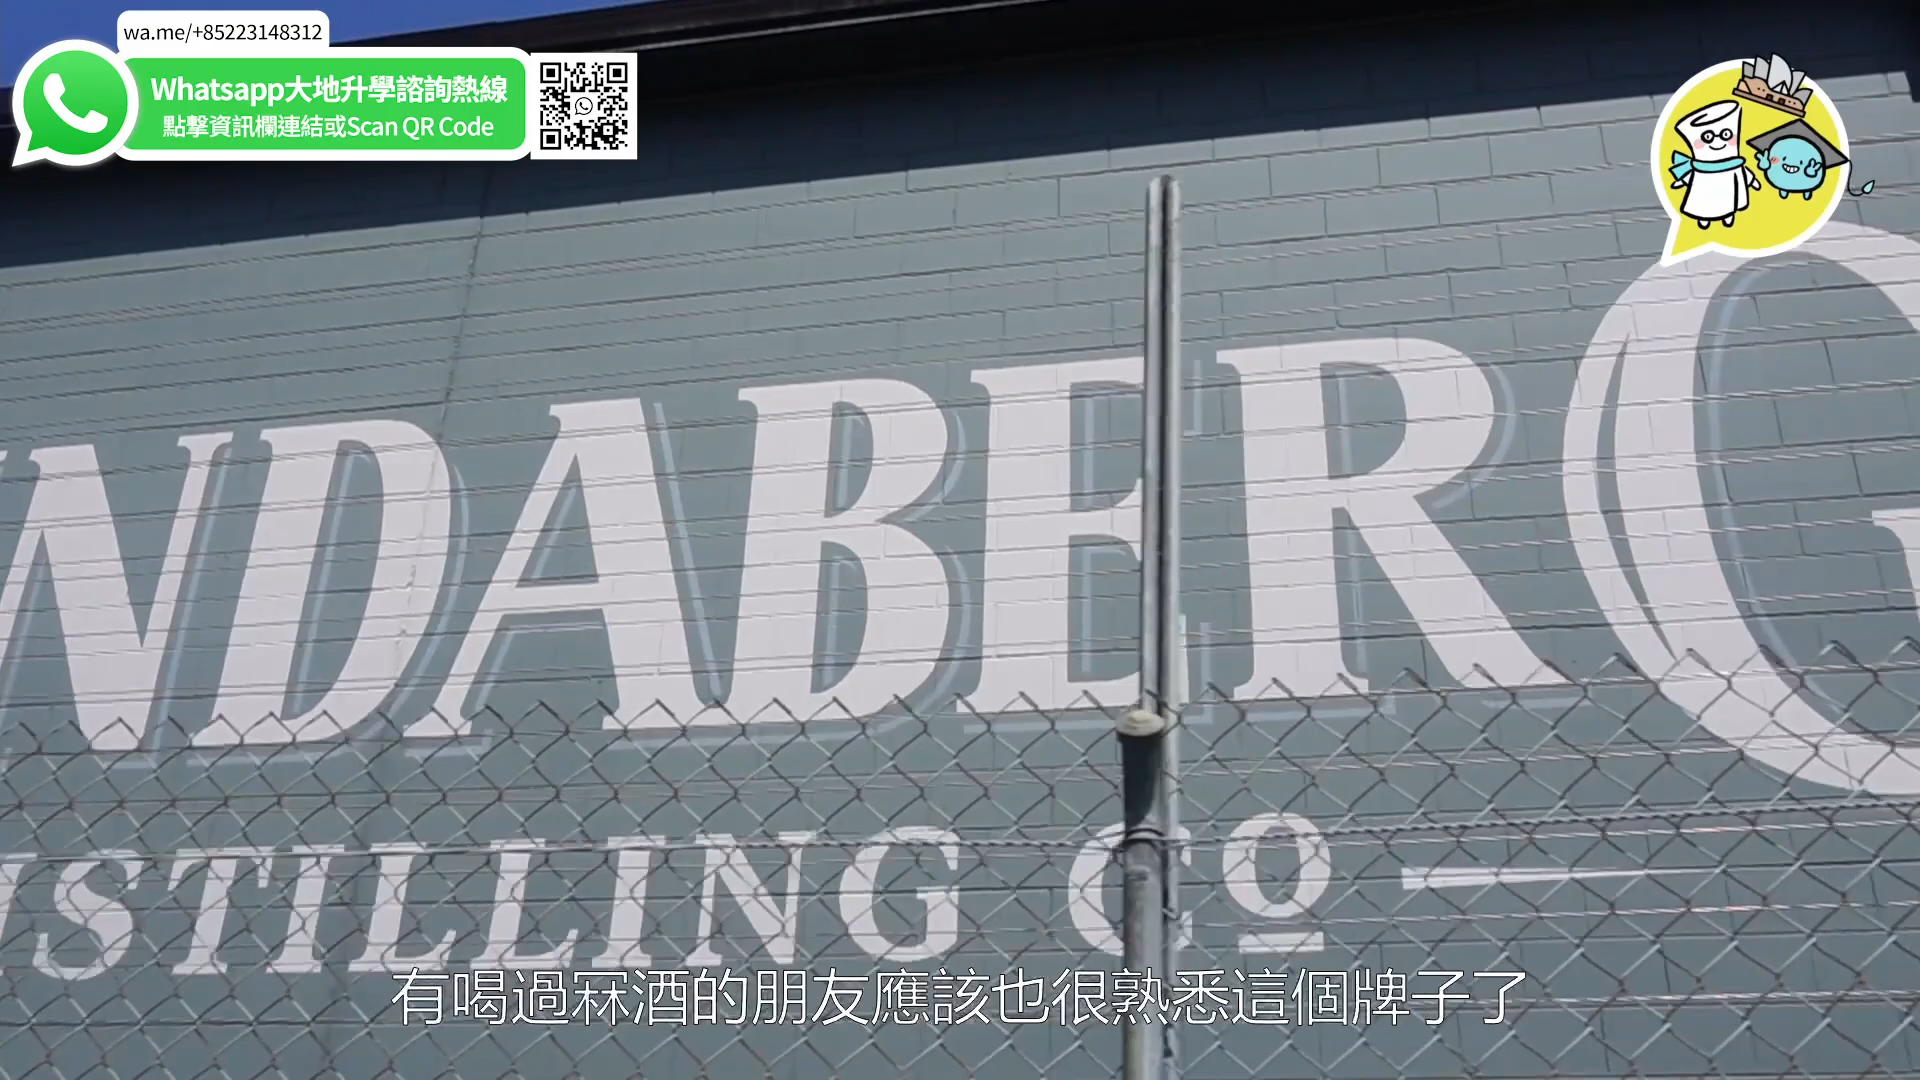 wa.me/+85223148312
Whatsapp大地升學諮詢熱線
點擊資訊欄連結或Scan QR Code
NDABERG
ISTILLING Co
有喝過冧酒的朋友應該也很熟悉這個牌子了